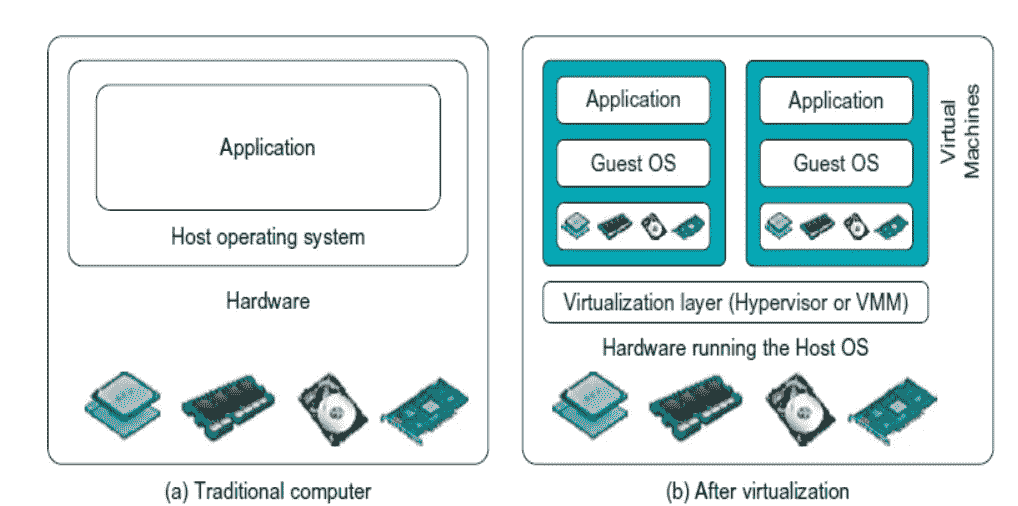 Application
Host operating system
Hardware
(a) Traditional computer
Application
Guest OS
Application
Guest OS
Virtual
Machines
Virtualization layer (Hypervisor or VMM)
Hardware running the Host OS
(b) After virtualization